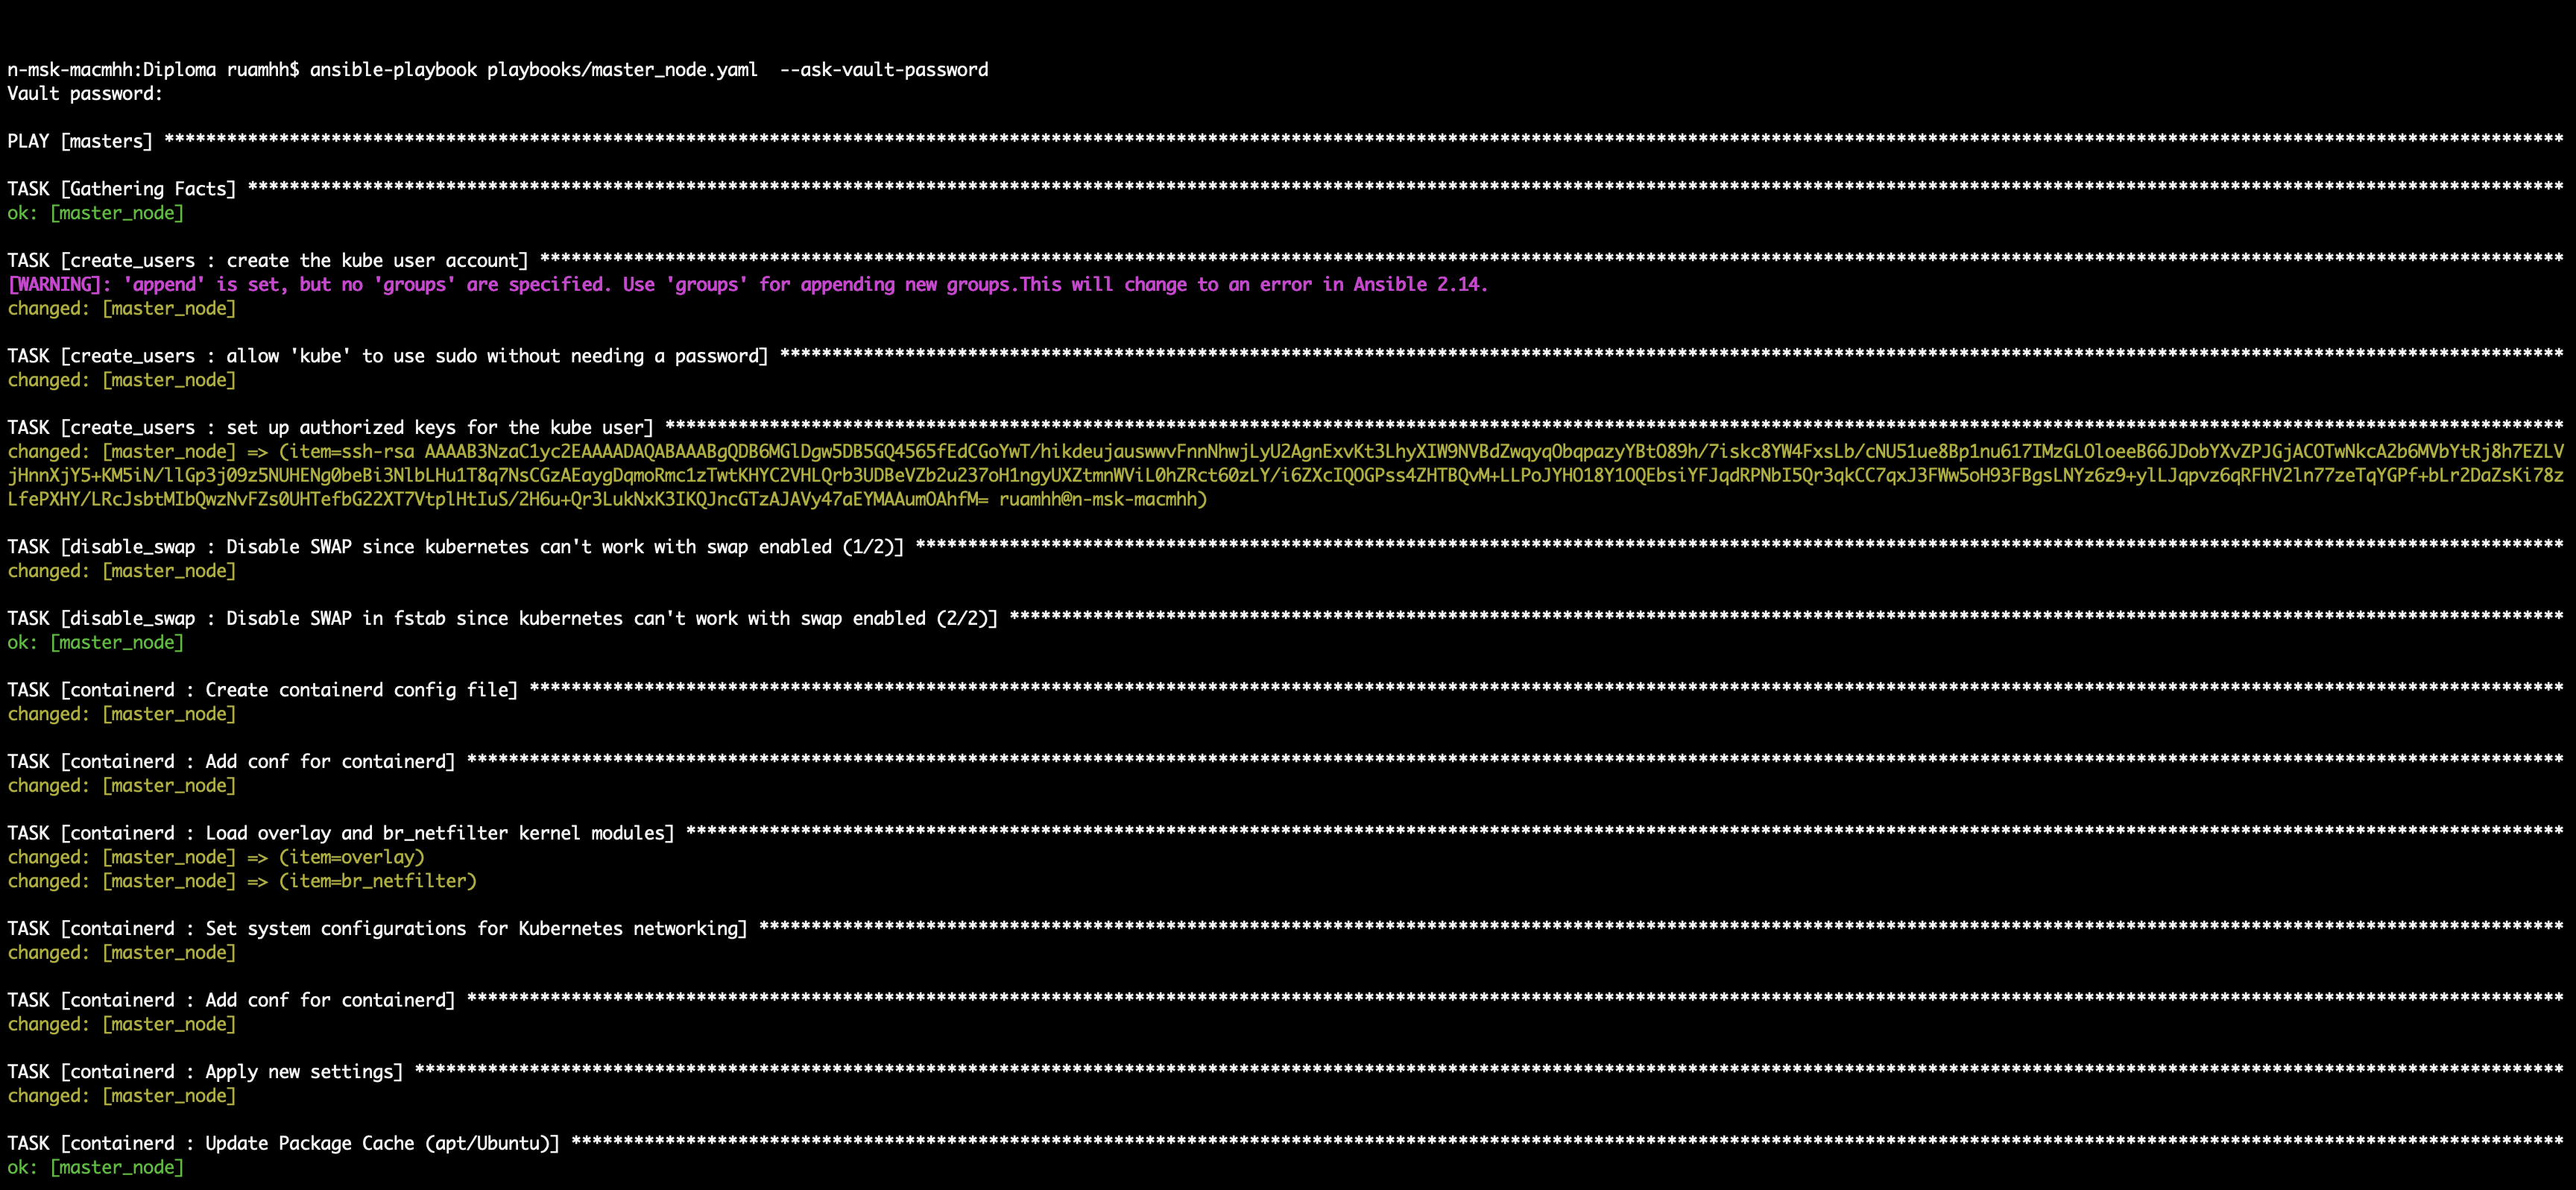 n-msk-macmhh:Diploma ruamhh$ ansible-playbook playbooks/master_node.yaml  --ask-vault-password
Vault password:
PLAY [masters] ****************************************************************
TASK [Gathering Facts] ****************************************************************
ok: [master_node]
TASK [create_users : create the kube user account] ****************************************************************
[WARNING]: 'append' is set, but no 'groups' are specified. Use 'groups' for appending new groups.This will change to an error in Ansible 2.14.
changed: [master_node]
TASK [create_users : allow 'kube' to use sudo without needing a password] ****************************************************************
changed: [master_node]
TASK [create_users : set up authorized keys for the kube user] ****************************************************************
changed: [master_node] => (item=ssh-rsa AAAAB3NzaC1yc2EAAAADAQABAAABgQDB6MGlDgw5DB5GQ4565fEdCGoYwT/hikdeujauswwvFnnNhwjLyU2AgnExvKt3LhyXIW9NVBdZwqyqObqpazyYBtO89h/7iskc8YW4FxsLb/cNU51ue8Bp1nu617IMzGLOloeeB66JDobYXvZPJGjACOTwNkcA2b6MVbYtRj8h7EZLV
jHnnXjY5+KM5iN/llGp3j09z5NUHENg0beBi3NlbLHu1T8q7NsCGzAEaygDqmoRmc1zTwtKHYC2VHLQrb3UDBeVZb2u237oH1ngyUXZtmnWViL0hZRct60zLY/i6ZXcIQOGPss4ZHTBQvM+LLPoJYHO18Y1OQEbsiYFJqdRPNbI5Qr3qkCC7qxJ3FWw5oH93FBgsLNYz6z9+ylLJqpvz6qRFHV2ln77zeTqYGPf+bLr2DaZsKi78z
LfePXHY/LRcJsbtMIbQwzNvFZs0UHTefbG22XT7VtplHtIuS/2H6u+Qr3LukNxK3IKQJncGTzAJAVy47aEYMAAumOAhfM= ruamhh@n-msk-macmhh)
TASK [disable_swap : Disable SWAP since kubernetes can't work with swap enabled (1/2)] ****************************************************************
changed: [master_node]
TASK [disable_swap : Disable SWAP in fstab since kubernetes can't work with swap enabled (2/2)] ****************************************************************
ok: [master_node]
TASK [containerd : Create containerd config file] ****************************************************************
changed: [master_node]
TASK [containerd : Add conf for containerd] ****************************************************************
changed: [master_node]
TASK [containerd : Load overlay and br_netfilter kernel modules] ****************************************************************
changed: [master_node] => (item=overlay)
changed: [master_node] => (item=br_netfilter)
TASK [containerd : Set system configurations for Kubernetes networking] ****************************************************************
changed: [master_node]
TASK [containerd : Add conf for containerd] ****************************************************************
changed: [master_node]
TASK [containerd : Apply new settings] ****************************************************************
changed: [master_node]
TASK [containerd : Update Package Cache (apt/Ubuntu)] ****************************************************************
ok: [master_node]